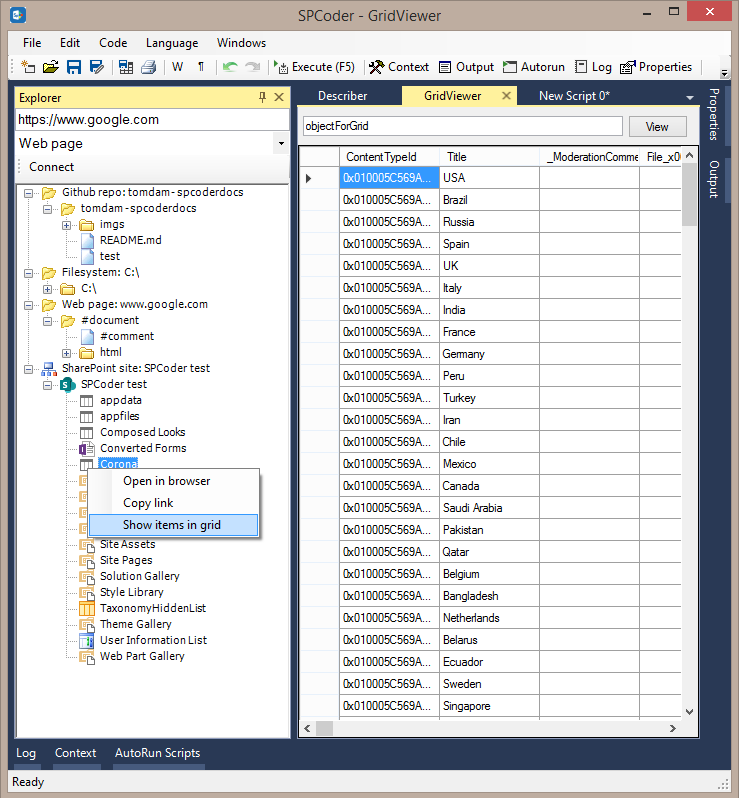 SPCoder - GridViewer
File Edit Code Language Windows
W ¶ Execute (F5) Context Output Autorun Log Properties
Explorer
https://www.google.com
Web page
Connect
Github repo: tomdam-spcoderdocs
tomdam-spcoderdocs
imgs
README.md
test
Filesystem: C:\
C:\
Web page: www.google.com
#document
#comment
html
SharePoint site: SPCoder test
SPCoder test
appdata
appfiles
Composed Looks
Converted Forms
Corona
Open in browser
Copy link
Show items in grid
Site Assets
Site Pages
Solution Gallery
Style Library
TaxonomyHiddenList
Theme Gallery
User Information List
Web Part Gallery
Describer GridViewer New Script 0*
objectForGrid View
ContentTypeId Title _ModerationComme File_x0
0x010005C569A... USA
0x010005C569A... Brazil
0x010005C569A... Russia
0x010005C569A... Spain
0x010005C569A... UK
0x010005C569A... Italy
0x010005C569A... India
0x010005C569A... France
0x010005C569A... Germany
0x010005C569A... Peru
0x010005C569A... Turkey
0x010005C569A... Iran
0x010005C569A... Chile
0x010005C569A... Mexico
0x010005C569A... Canada
0x010005C569A... Saudi Arabia
0x010005C569A... Pakistan
0x010005C569A... Qatar
0x010005C569A... Belgium
0x010005C569A... Bangladesh
0x010005C569A... Netherlands
0x010005C569A... Belarus
0x010005C569A... Ecuador
0x010005C569A... Sweden
0x010005C569A... Singapore
Properties
Output
Log Context AutoRun Scripts
Ready